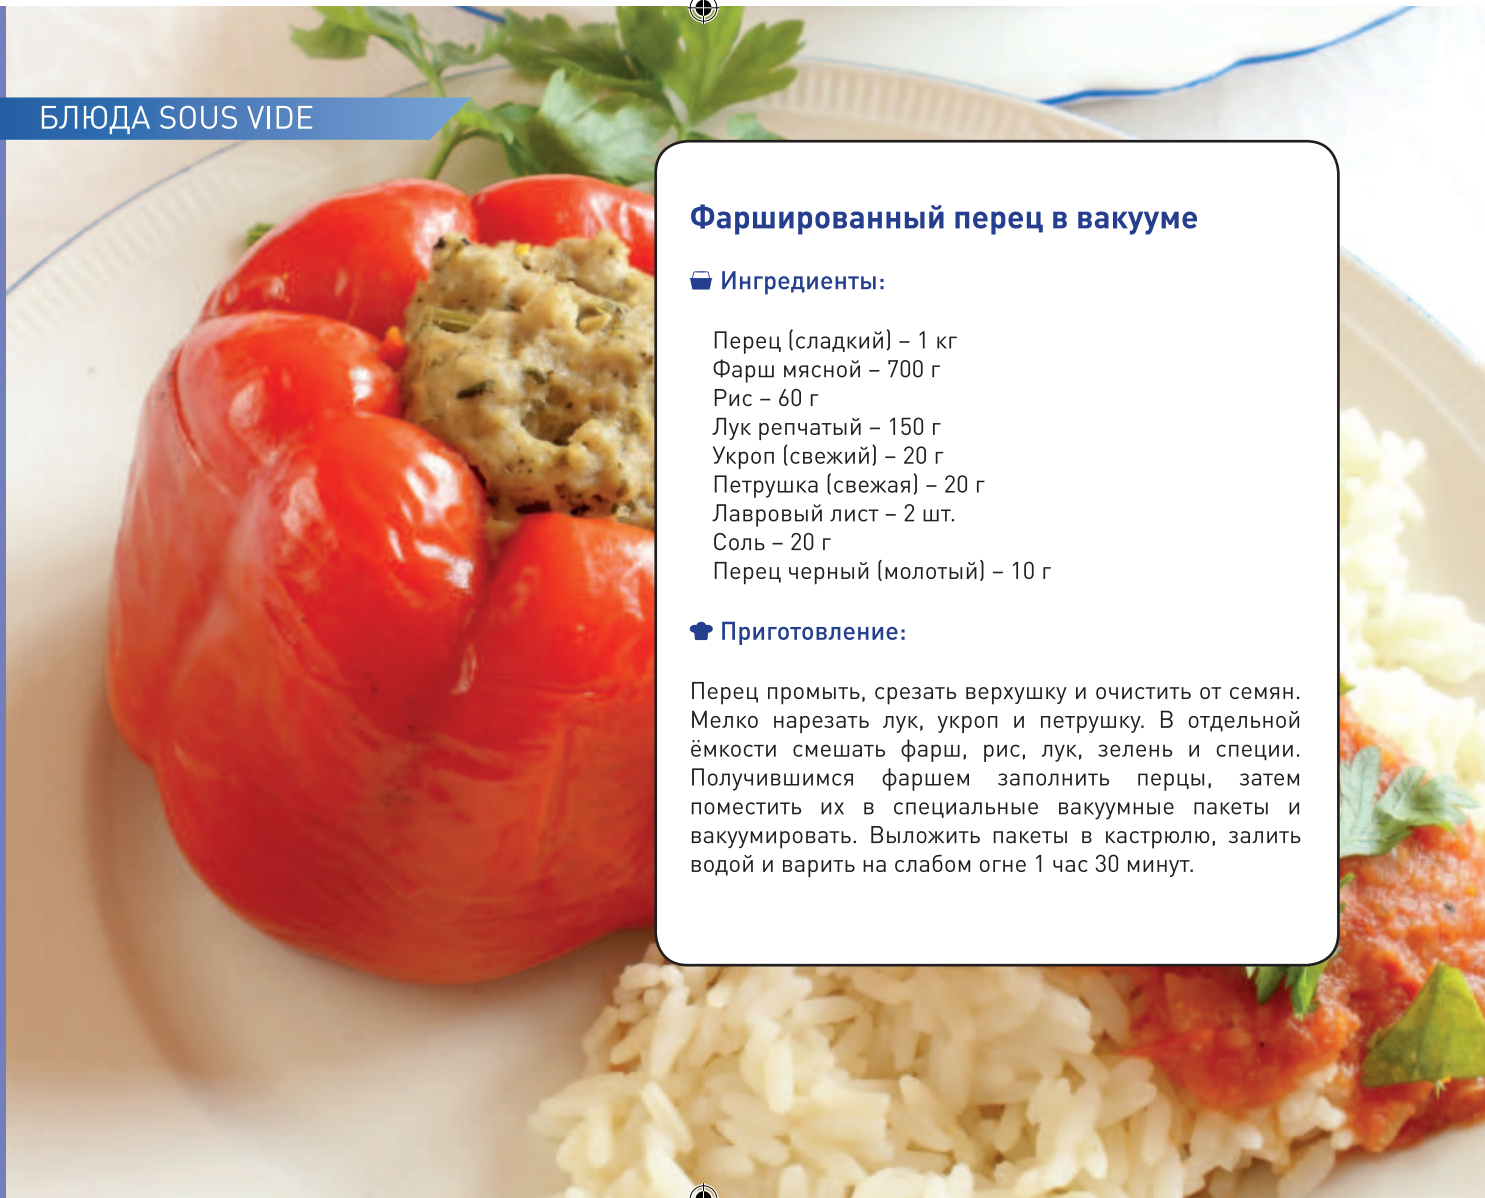 БЛЮДА SOUS VIDE
Фаршированный перец в вакууме
Ингредиенты:
Перец (сладкий) – 1 кг
Фарш мясной – 700 г
Рис – 60 г
Лук репчатый – 150 г
Укроп (свежий) – 20 г
Петрушка (свежая) – 20 г
Лавровый лист – 2 шт.
Соль – 20 г
Перец черный (молотый) – 10 г
Приготовление:
Перец промыть, срезать верхушку и очистить от семян.
Мелко нарезать лук, укроп и петрушку. В отдельной
ёмкости смешать фарш, рис, лук, зелень и специи.
Получившимся фаршем заполнить перцы, затем
поместить их в специальные вакуумные пакеты и
вакуумировать. Выложить пакеты в кастрюлю, залить
водой и варить на слабом огне 1 час 30 минут.